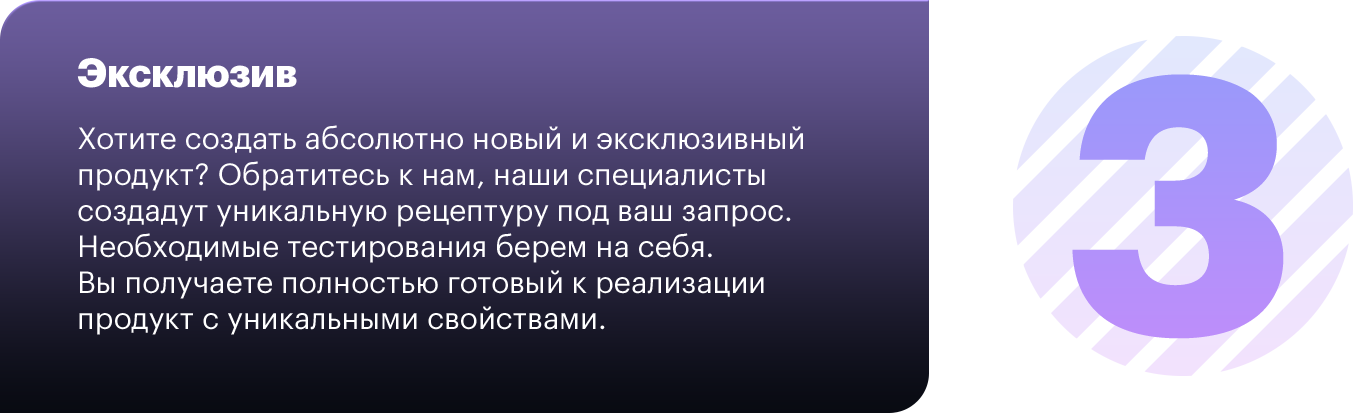 Эксклюзив
Хотите создать абсолютно новый и эксклюзивный
продукт? Обратитесь к нам, наши специалисты
создадут уникальную рецептуру под ваш запрос.
Необходимые тестирования берем на себя.
Вы получаете полностью готовый к реализации
продукт с уникальными свойствами.
3